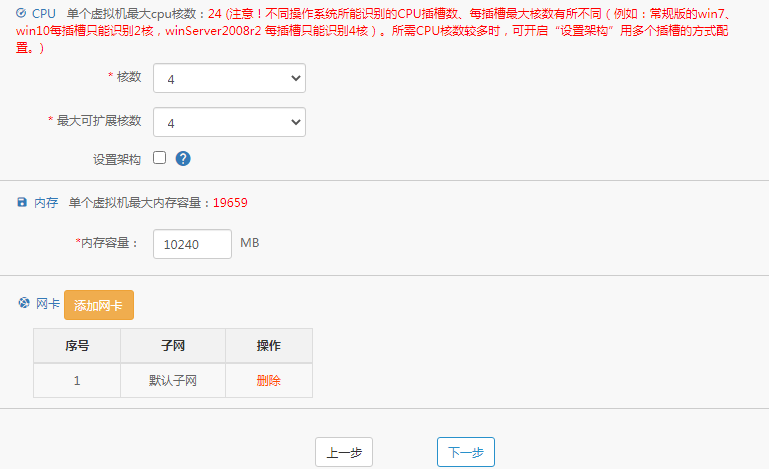 CPU 单个虚拟机最大cpu核数：24 (注意！不同操作系统所能识别的CPU插槽数、每插槽最大核数有所不同（例如：常规版的win7、
win10每插槽只能识别2核，winServer2008r2 每插槽只能识别4核）。所需CPU核数较多时，可开启“设置架构”用多个插槽的方式配
置。)
* 核数 4
* 最大可扩展核数 4
设置架构 ?
内存 单个虚拟机最大内存容量：19659
*内存容量： 10240 MB
网卡 添加网卡
序号 子网 操作
1 默认子网 删除
上一步 下一步